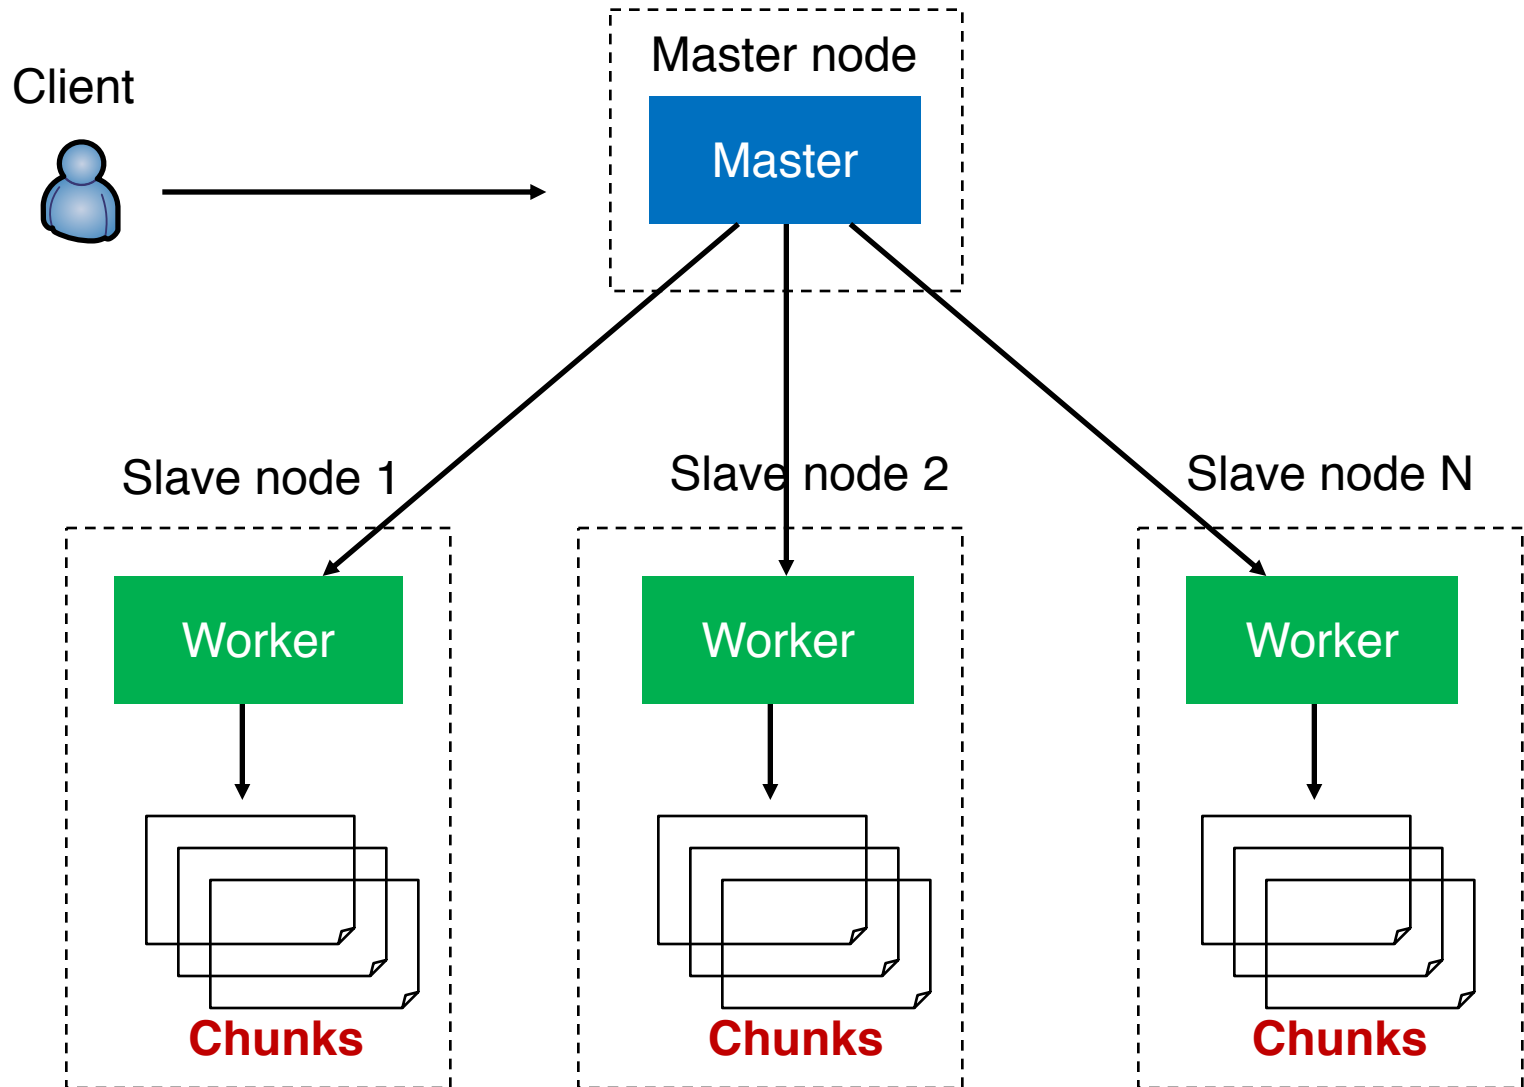 Master node
Client
Master
Slave node 1
Slave node 2
Slave node N
Worker
Worker
Worker
Chunks
Chunks
Chunks